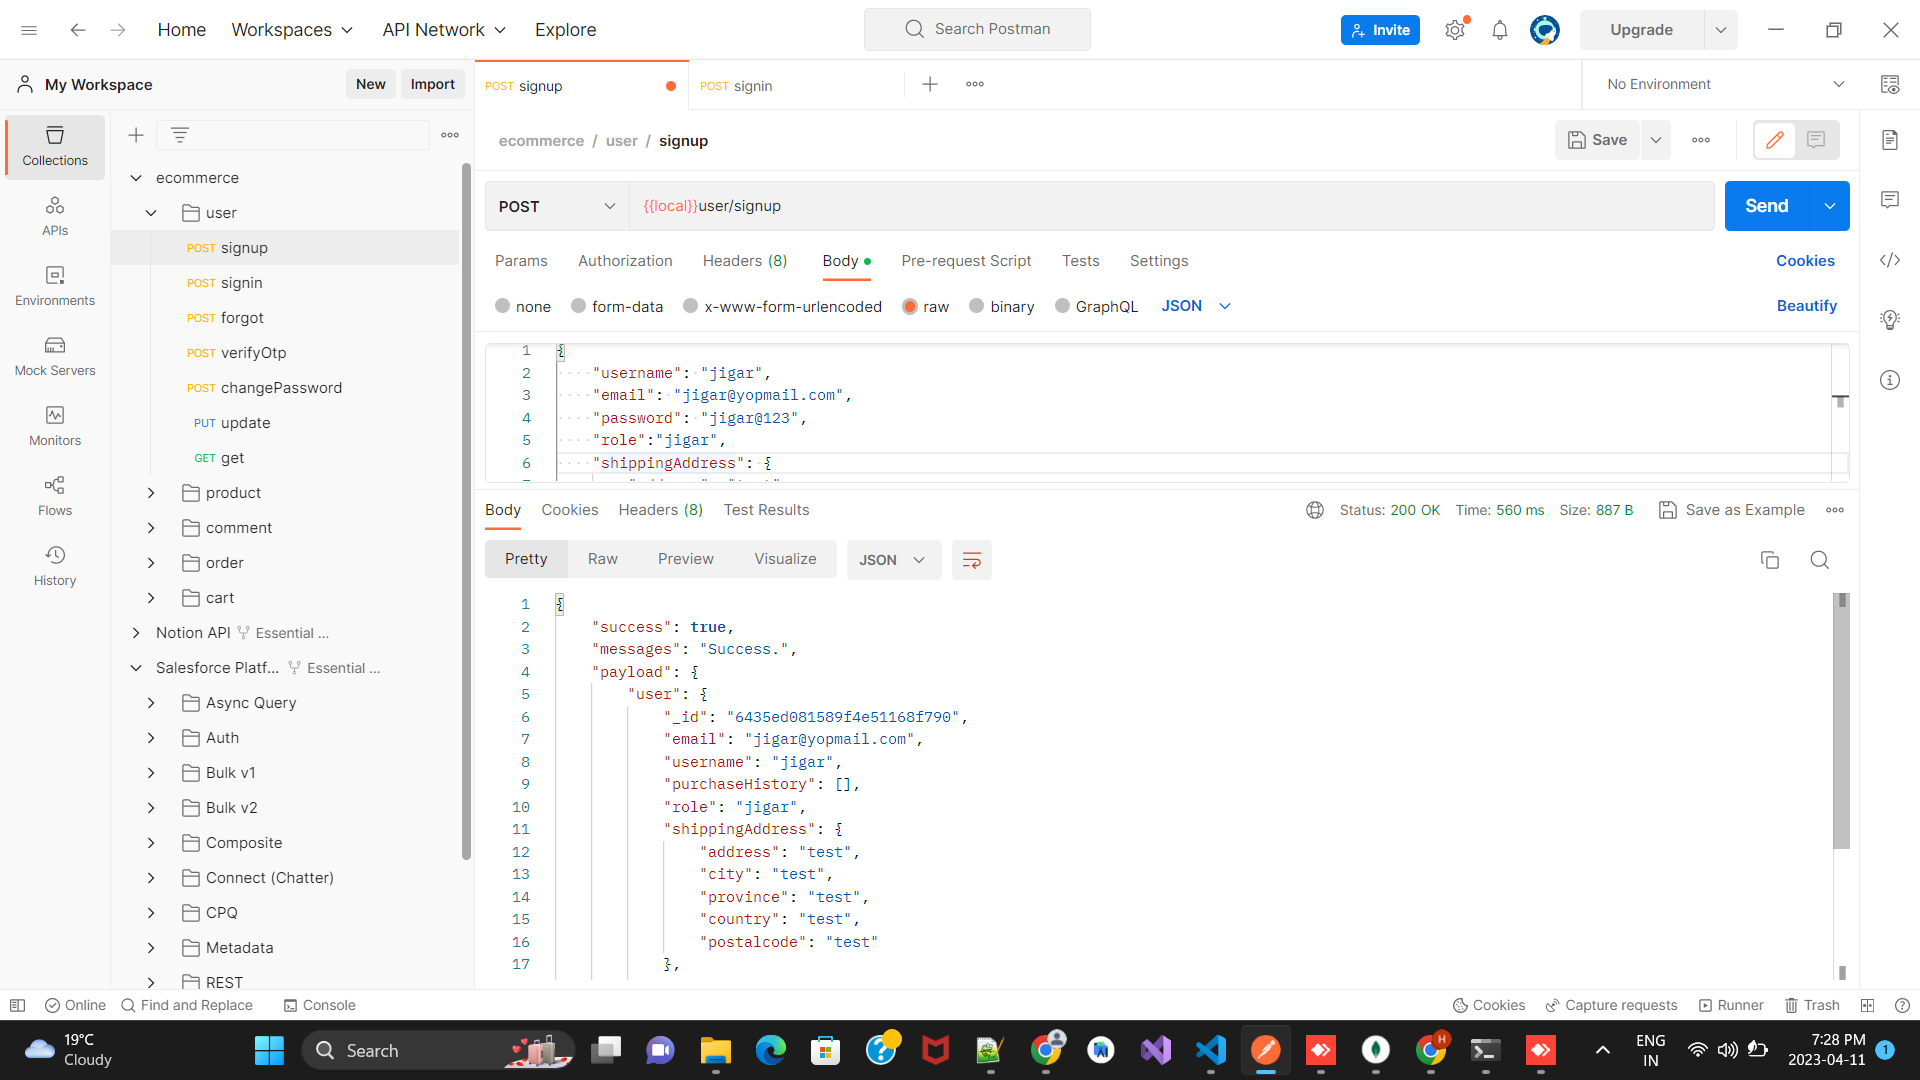 Home Workspaces API Network Explore Search Postman Invite Upgrade
My Workspace New Import POST signup POST signin No Environment
ecommerce / user / signup Save
Collections
APIs
Environments
Mock Servers
Monitors
Flows
History
ecommerce
user
POST signup
POST signin
POST forgot
POST verifyOtp
POST changePassword
PUT update
GET get
product
comment
order
cart
Notion API Essential ...
Salesforce Platf... Essential ...
Async Query
Auth
Bulk v1
Bulk v2
Composite
Connect (Chatter)
CPQ
Metadata
REST
POST {{local}}user/signup Send
Params Authorization Headers (8) Body Pre-request Script Tests Settings Cookies
none form-data x-www-form-urlencoded raw binary GraphQL JSON Beautify
1 {
2 "username": "jigar",
3 "email": "jigar@yopmail.com",
4 "password": "jigar@123",
5 "role":"jigar",
6 "shippingAddress": {
Body Cookies Headers (8) Test Results Status: 200 OK Time: 560 ms Size: 887 B Save as Example
Pretty Raw Preview Visualize JSON
1 {
2 "success": true,
3 "messages": "Success.",
4 "payload": {
5 "user": {
6 "_id": "6435ed081589f4e51168f790",
7 "email": "jigar@yopmail.com",
8 "username": "jigar",
9 "purchaseHistory": [],
10 "role": "jigar",
11 "shippingAddress": {
12 "address": "test",
13 "city": "test",
14 "province": "test",
15 "country": "test",
16 "postalcode": "test"
17 },
Online Find and Replace Console Cookies Capture requests Runner Trash
19°C
Cloudy
Search
H
ENG
IN
7:28 PM
2023-04-11
1